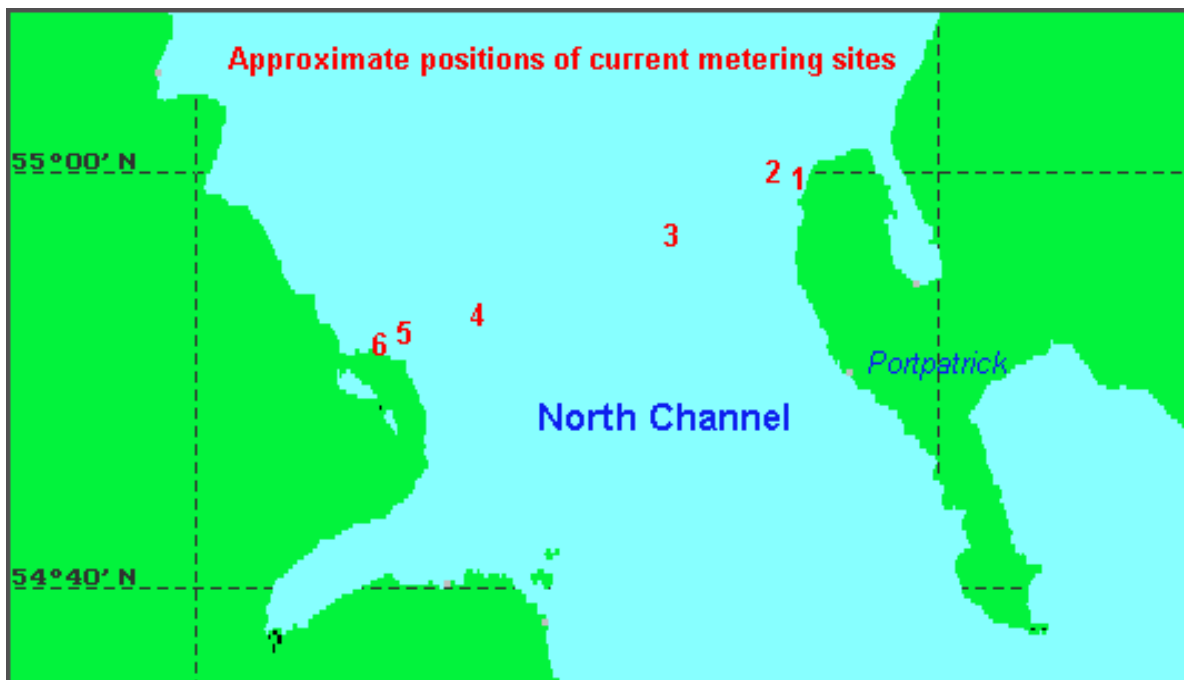 Approximate positions of current metering sites
55°00' N
2
1
3
4
5
6
Portpatrick
North Channel
54°40' N